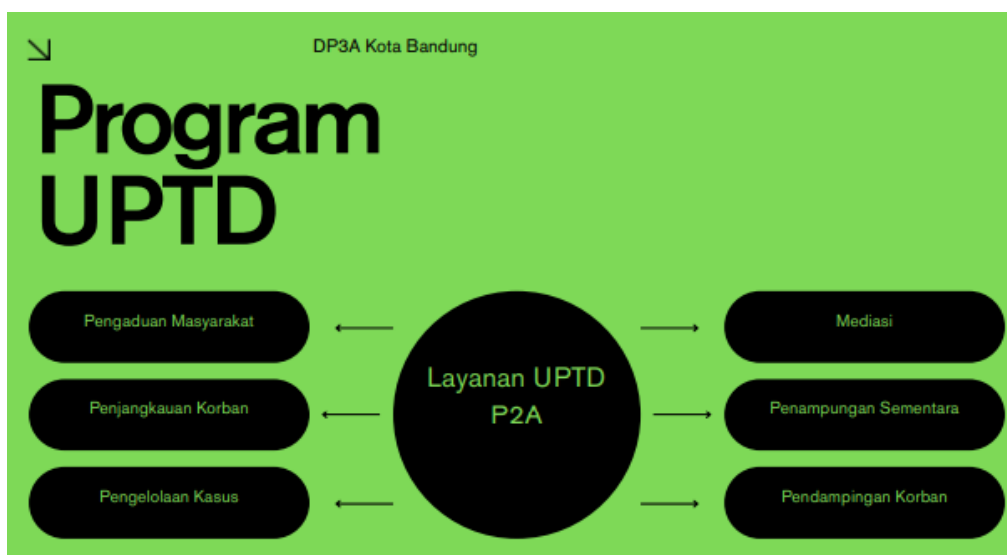 DP3A Kota Bandung
Program
UPTD
Pengaduan Masyarakat
Penjangkauan Korban
Pengelolaan Kasus
Layanan UPTD
P2A
Mediasi
Penampungan Sementara
Pendampingan Korban